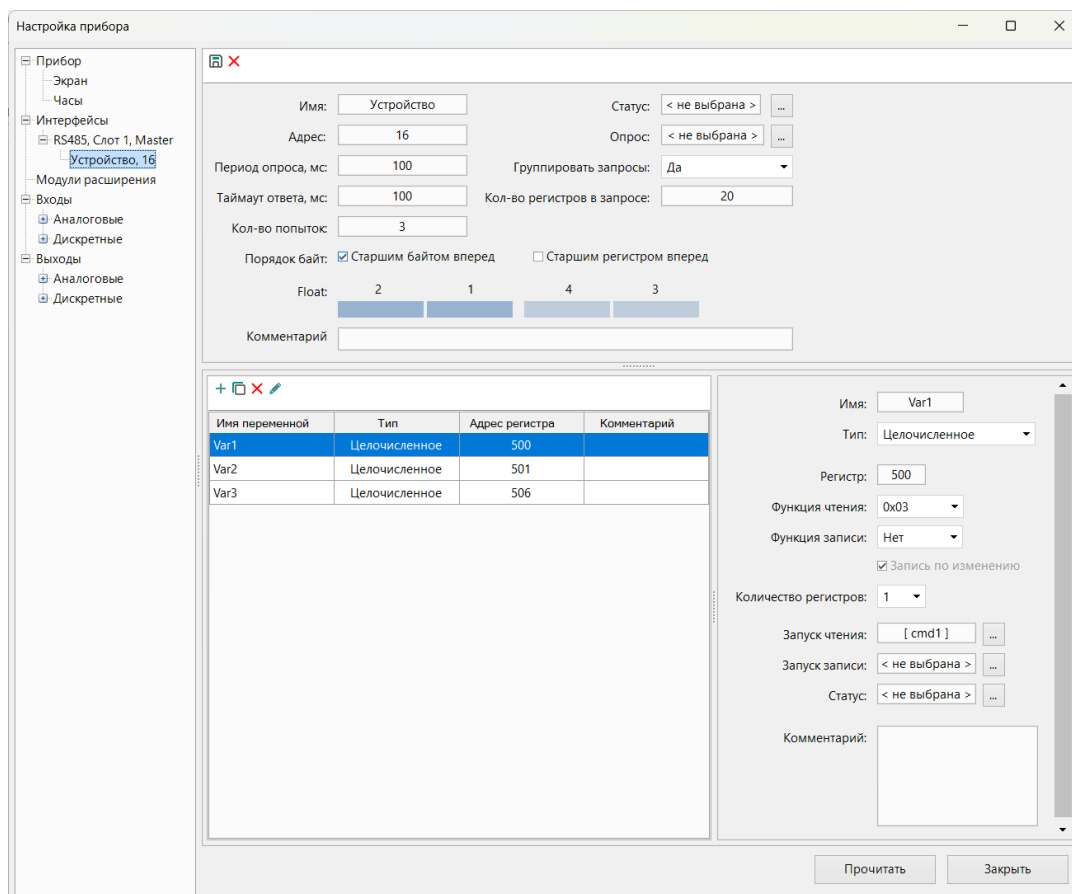 Настройка прибора
Прибор
Экран
Часы
Интерфейсы
RS485, Слот 1, Master
Устройство, 16
Модули расширения
Входы
Аналоговые
Дискретные
Выходы
Аналоговые
Дискретные
Имя: Устройство Статус: < не выбрана > ...
Адрес: 16 Опрос: < не выбрана > ...
Период опроса, мс: 100 Группировать запросы: Да
Таймаут ответа, мс: 100 Кол-во регистров в запросе: 20
Кол-во попыток: 3
Порядок байт: Старшим байтом вперед Старшим регистром вперед
Float: 2 1 4 3
Комментарий
Имя переменной Тип Адрес регистра Комментарий
Var1 Целочисленное 500
Var2 Целочисленное 501
Var3 Целочисленное 506
Имя: Var1
Тип: Целочисленное
Регистр: 500
Функция чтения: 0x03
Функция записи: Нет
Запись по изменению
Количество регистров: 1
Запуск чтения: [ cmd1 ] ...
Запуск записи: < не выбрана > ...
Статус: < не выбрана > ...
Комментарий:
Прочитать Закрыть